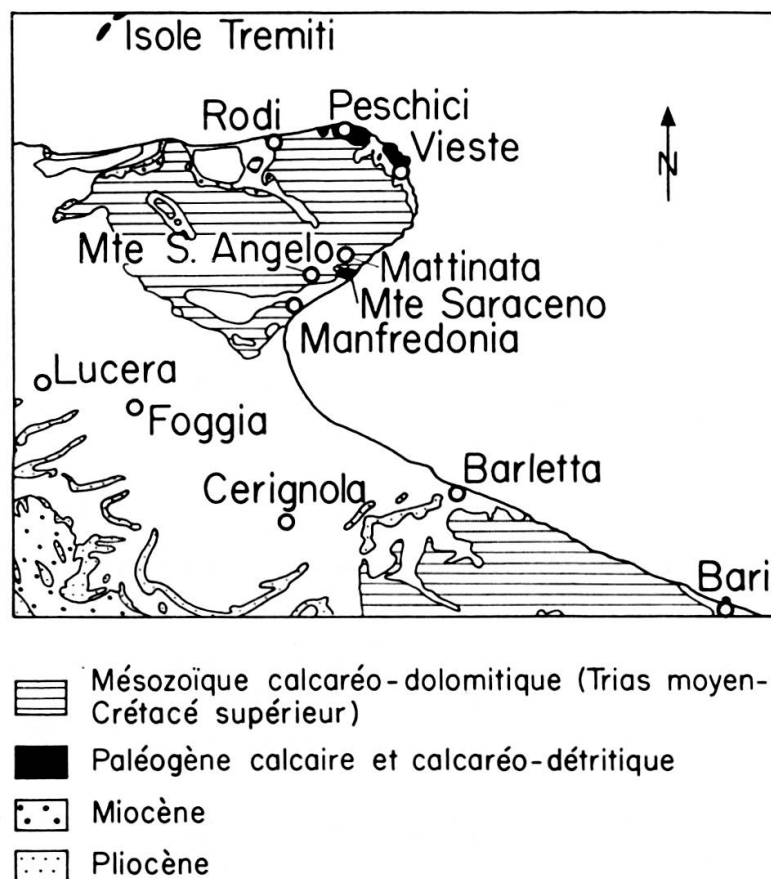 Isole Tremiti
Peschici
Rodi
Vieste
N
Mte S. Angelo
Mattinata
Mte Saraceno
Manfredonia
Lucera
Foggia
Barletta
Cerignola
Bari
Mésozoïque calcaréo-dolomitique (Trias moyen-
Crétacé supérieur)
Paléogène calcaire et calcaréo-détritique
Miocène
Pliocène